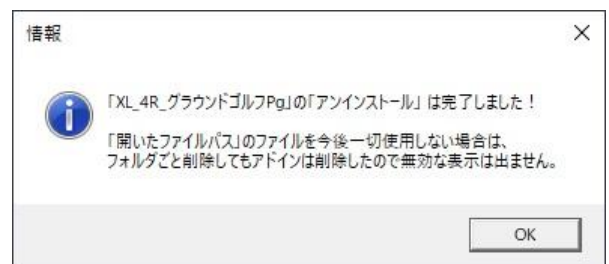 情報
「XL_4R_グラウンドゴルフPg」の「アンインストール」は完了しました！
「開いたファイルパス」のファイルを今後一切使用しない場合は、
フォルダごと削除してもアドインは削除したので無効な表示は出ません。
OK